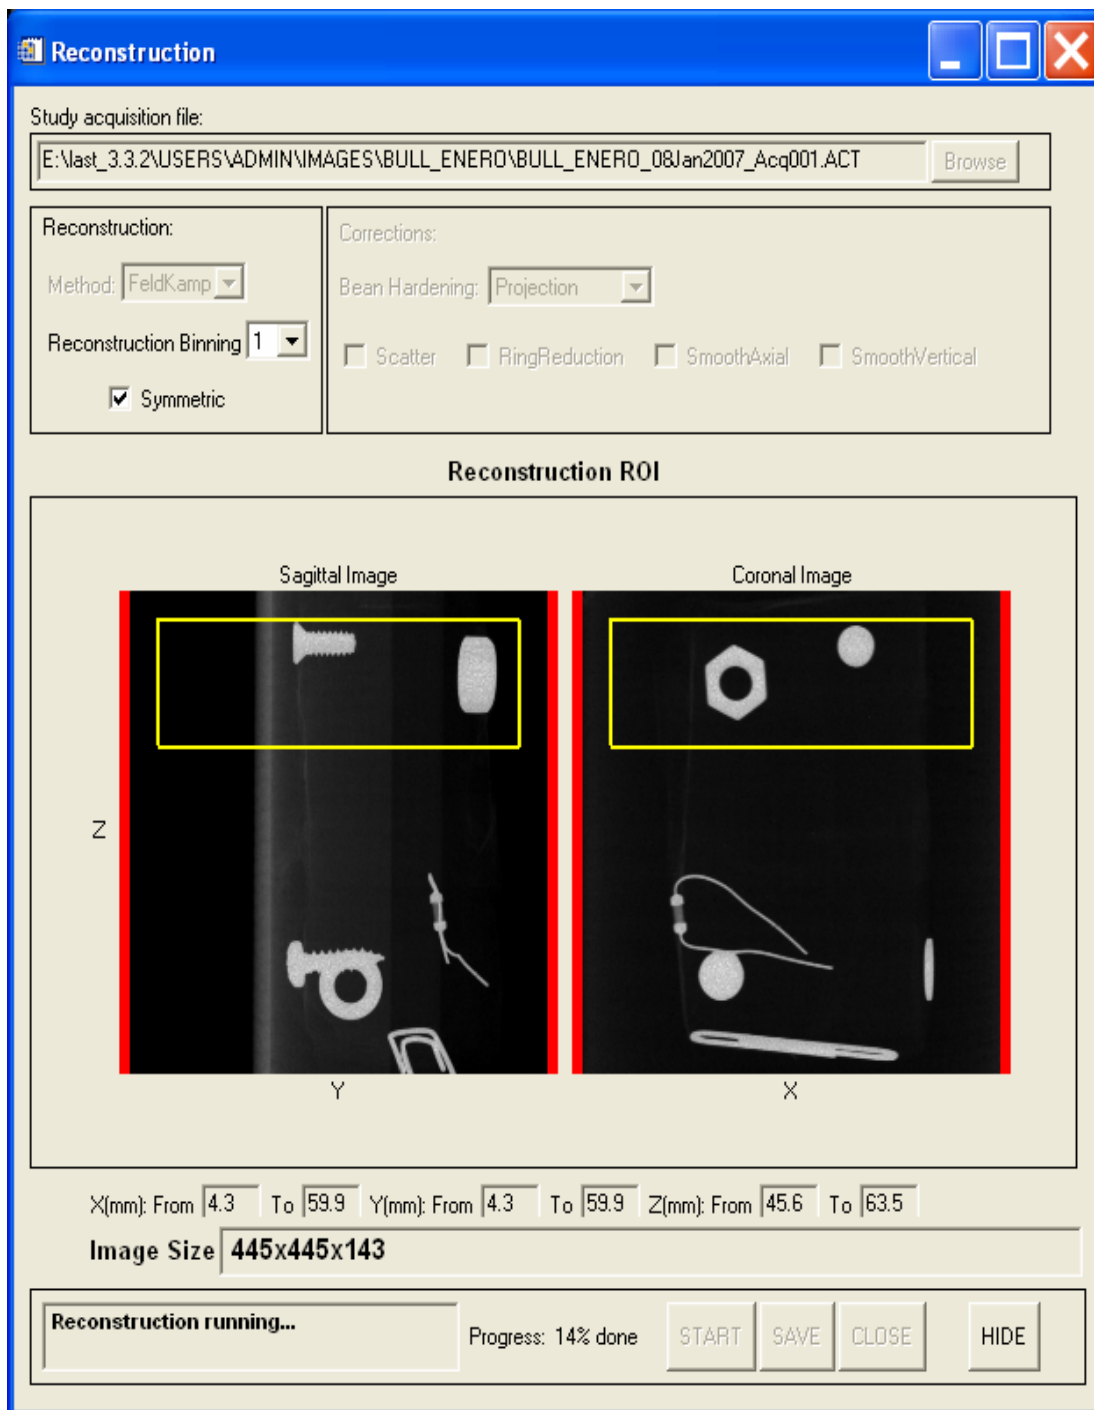 Reconstruction
Study acquisition file:
E:\last_3.3.2\USERS\ADMIN\IMAGES\BULL_ENERO\BULL_ENERO_08Jan2007_Acq001.ACT Browse
Reconstruction:
Method: FeldKamp
Reconstruction Binning 1
Symmetric
Corrections:
Bean Hardening: Projection
Scatter RingReduction SmoothAxial SmoothVertical
Reconstruction ROI
Sagittal Image Coronal Image
Z
Y X
X(mm): From 4.3 To 59.9 Y(mm): From 4.3 To 59.9 Z(mm): From 45.6 To 63.5
Image Size 445x445x143
Reconstruction running... Progress: 14% done START SAVE CLOSE HIDE